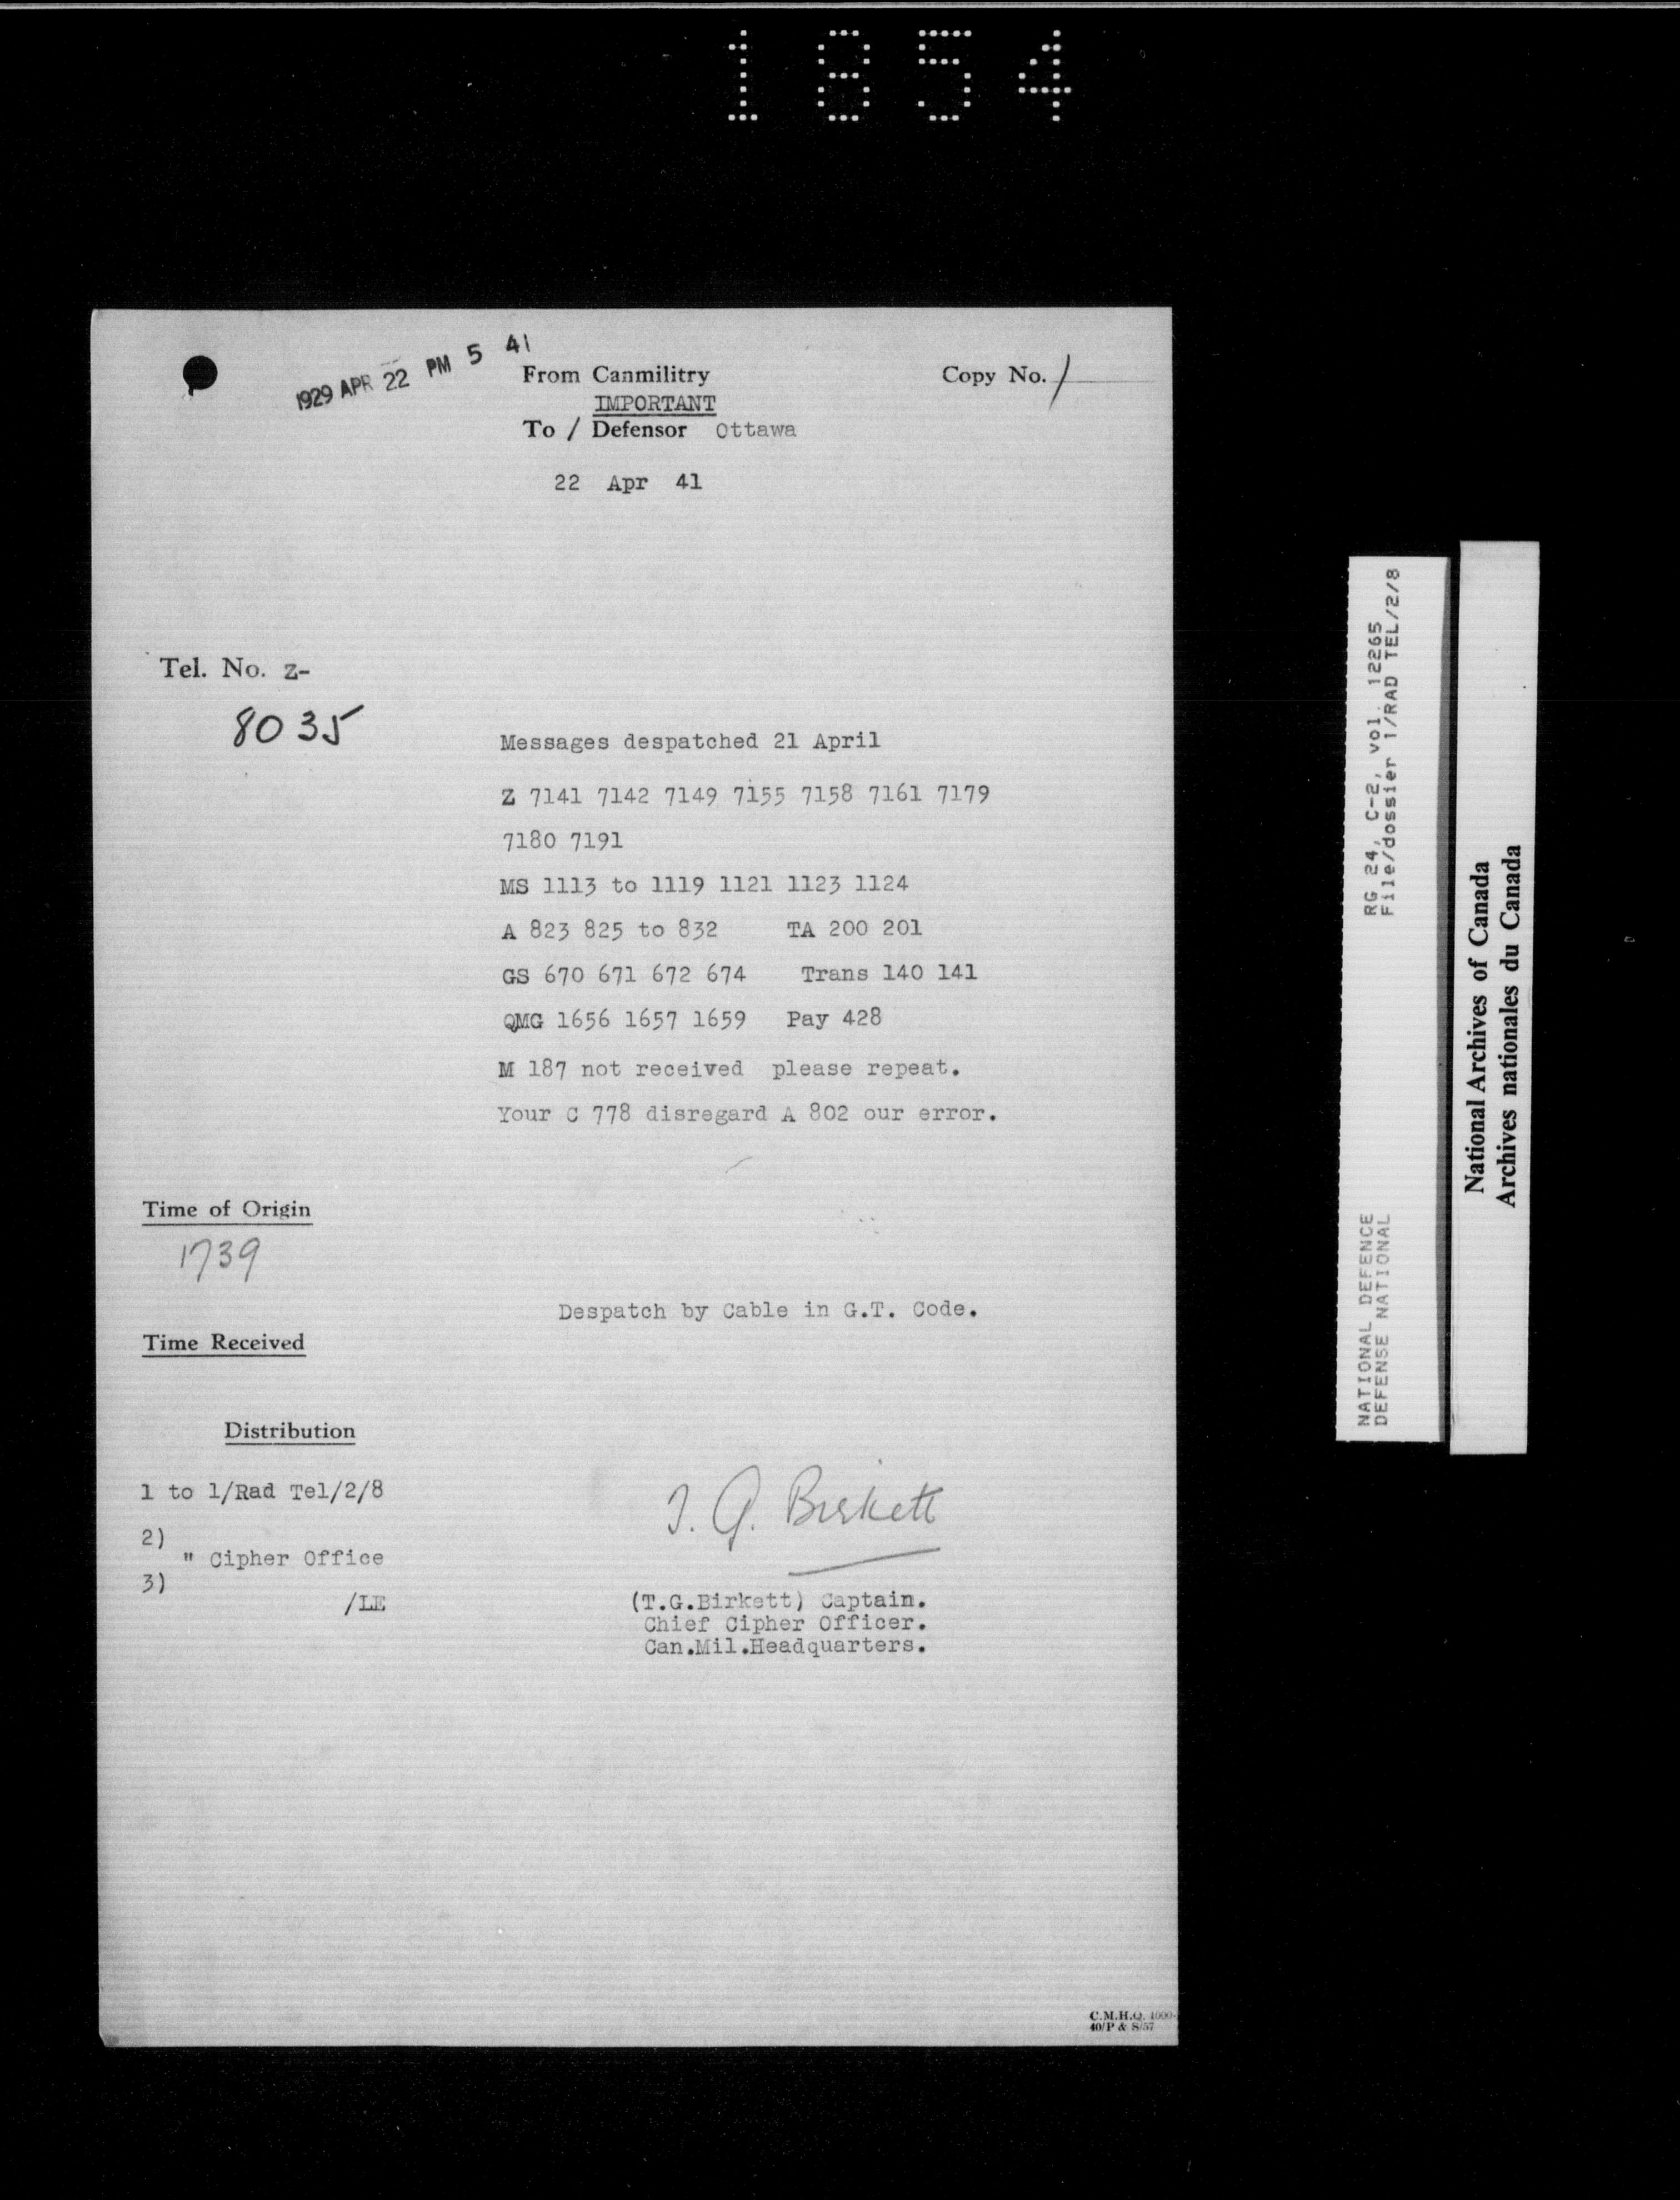 1854
1929 APR 22 PM 5 41
From Canmilitry
Copy No. 1
IMPORTANT
To / Defensor Ottawa
22 Apr 41
Tel. No. Z-
8035
Messages despatched 21 April
Z 7141 7142 7149 7155 7158 7161 7179
7180 7191
MS 1113 to 1119 1121 1123 1124
A 823 825 to 832 TA 200 201
GS 670 671 672 674 Trans 140 141
QMG 1656 1657 1659 Pay 428
M 187 not received please repeat.
Your C 778 disregard A 802 our error.
Time of Origin
1739
Despatch by Cable in G.T. Code.
Time Received
Distribution
1 to 1/Rad Tel/2/8
2)
" Cipher Office
3)
/LE
T. G. Birkett
(T.G.Birkett) Captain.
Chief Cipher Officer.
Can.Mil.Headquarters.
C.M.H.Q. 1000-
40/P & S/57
NATIONAL DEFENCE RG 24, C-2, vol. 12265
DEFENSE NATIONAL File/dossier 1/RAD TEL/2/8
National Archives of Canada
Archives nationales du Canada